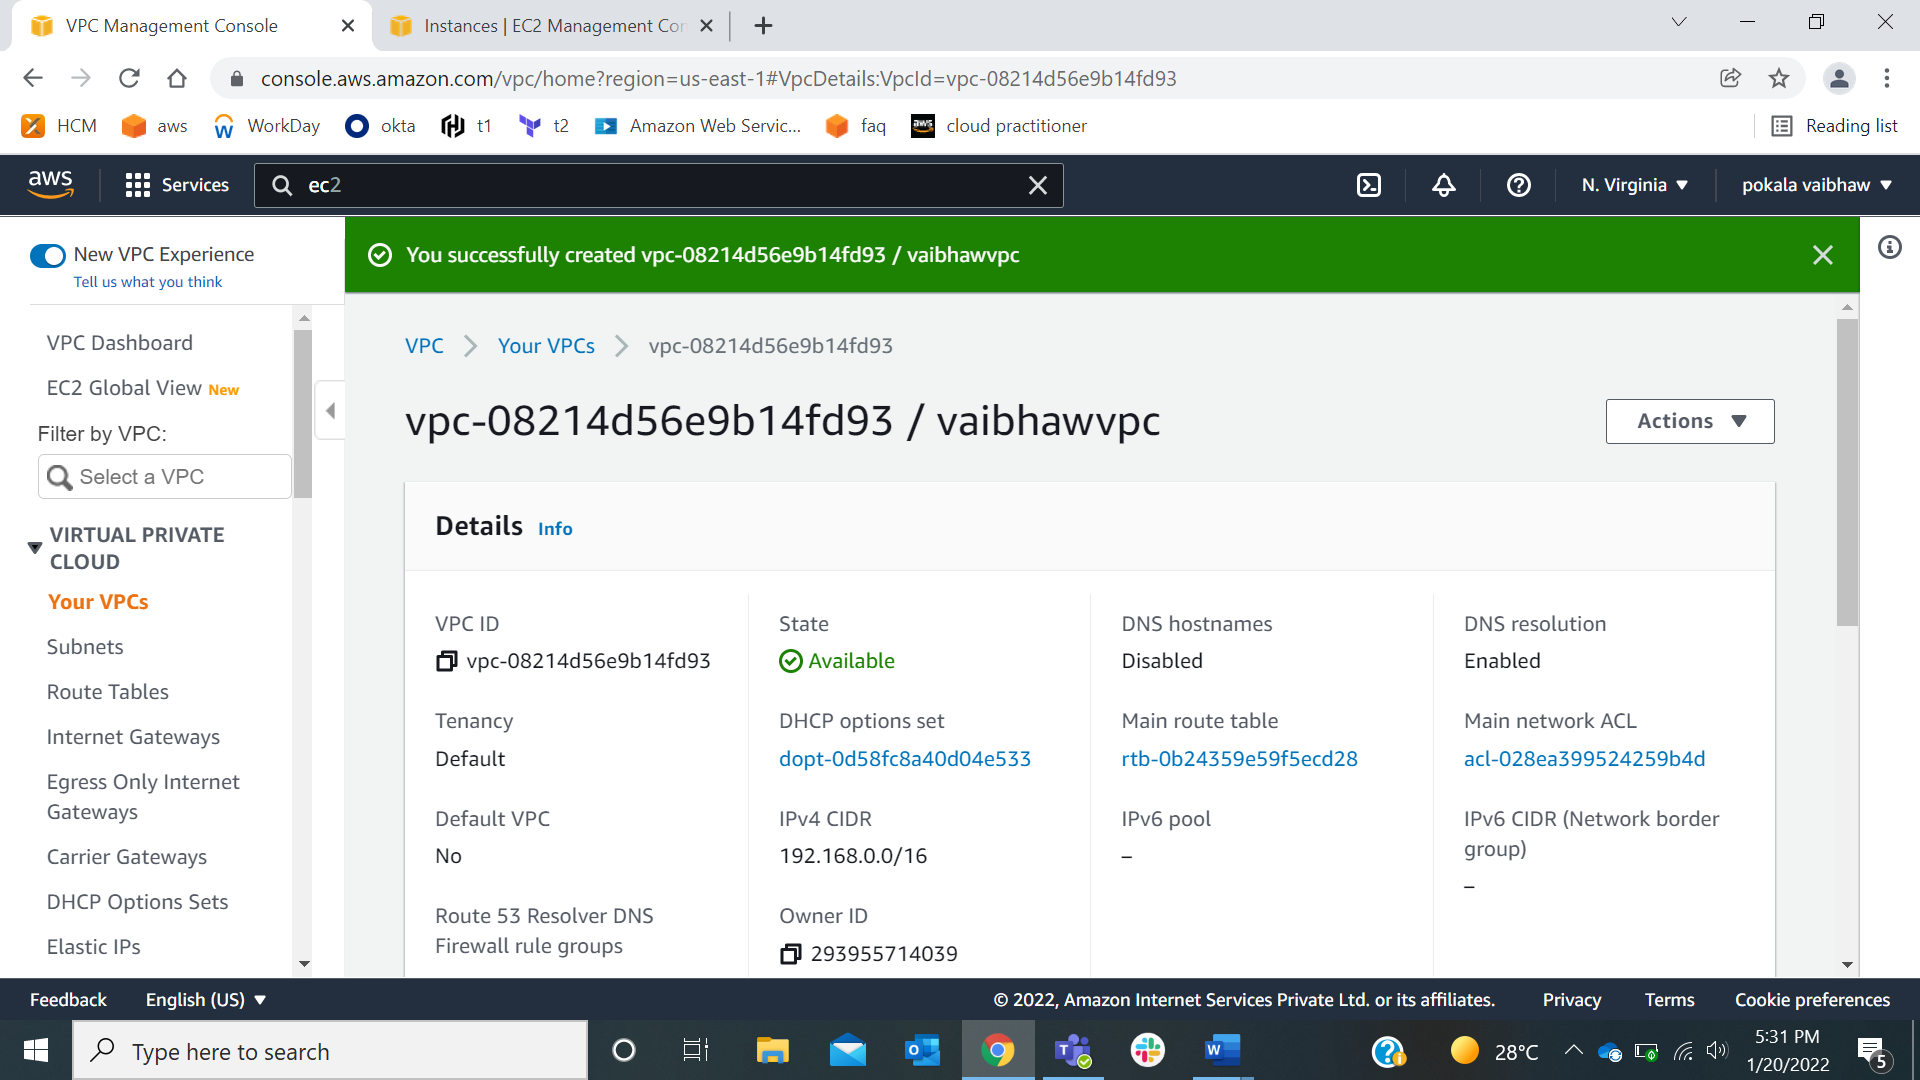 VPC Management Console
Instances | EC2 Management Con
console.aws.amazon.com/vpc/home?region=us-east-1#VpcDetails:VpcId=vpc-08214d56e9b14fd93
HCM aws WorkDay okta t1 t2 Amazon Web Servic... faq aws cloud practitioner Reading list
aws Services ec2 N. Virginia pokala vaibhaw
New VPC Experience
Tell us what you think
You successfully created vpc-08214d56e9b14fd93 / vaibhawvpc
VPC Dashboard
EC2 Global View New
Filter by VPC:
Select a VPC
VIRTUAL PRIVATE
CLOUD
Your VPCs
Subnets
Route Tables
Internet Gateways
Egress Only Internet
Gateways
Carrier Gateways
DHCP Options Sets
Elastic IPs
VPC Your VPCs vpc-08214d56e9b14fd93
vpc-08214d56e9b14fd93 / vaibhawvpc
Actions
Details Info
VPC ID
vpc-08214d56e9b14fd93
State
Available
DNS hostnames
Disabled
DNS resolution
Enabled
Tenancy
Default
DHCP options set
dopt-0d58fc8a40d04e533
Main route table
rtb-0b24359e59f5ecd28
Main network ACL
acl-028ea399524259b4d
Default VPC
No
IPv4 CIDR
192.168.0.0/16
IPv6 pool
–
IPv6 CIDR (Network border
group)
–
Route 53 Resolver DNS
Firewall rule groups
Owner ID
293955714039
Feedback English (US) © 2022, Amazon Internet Services Private Ltd. or its affiliates. Privacy Terms Cookie preferences
Type here to search
28°C
5:31 PM
1/20/2022
5